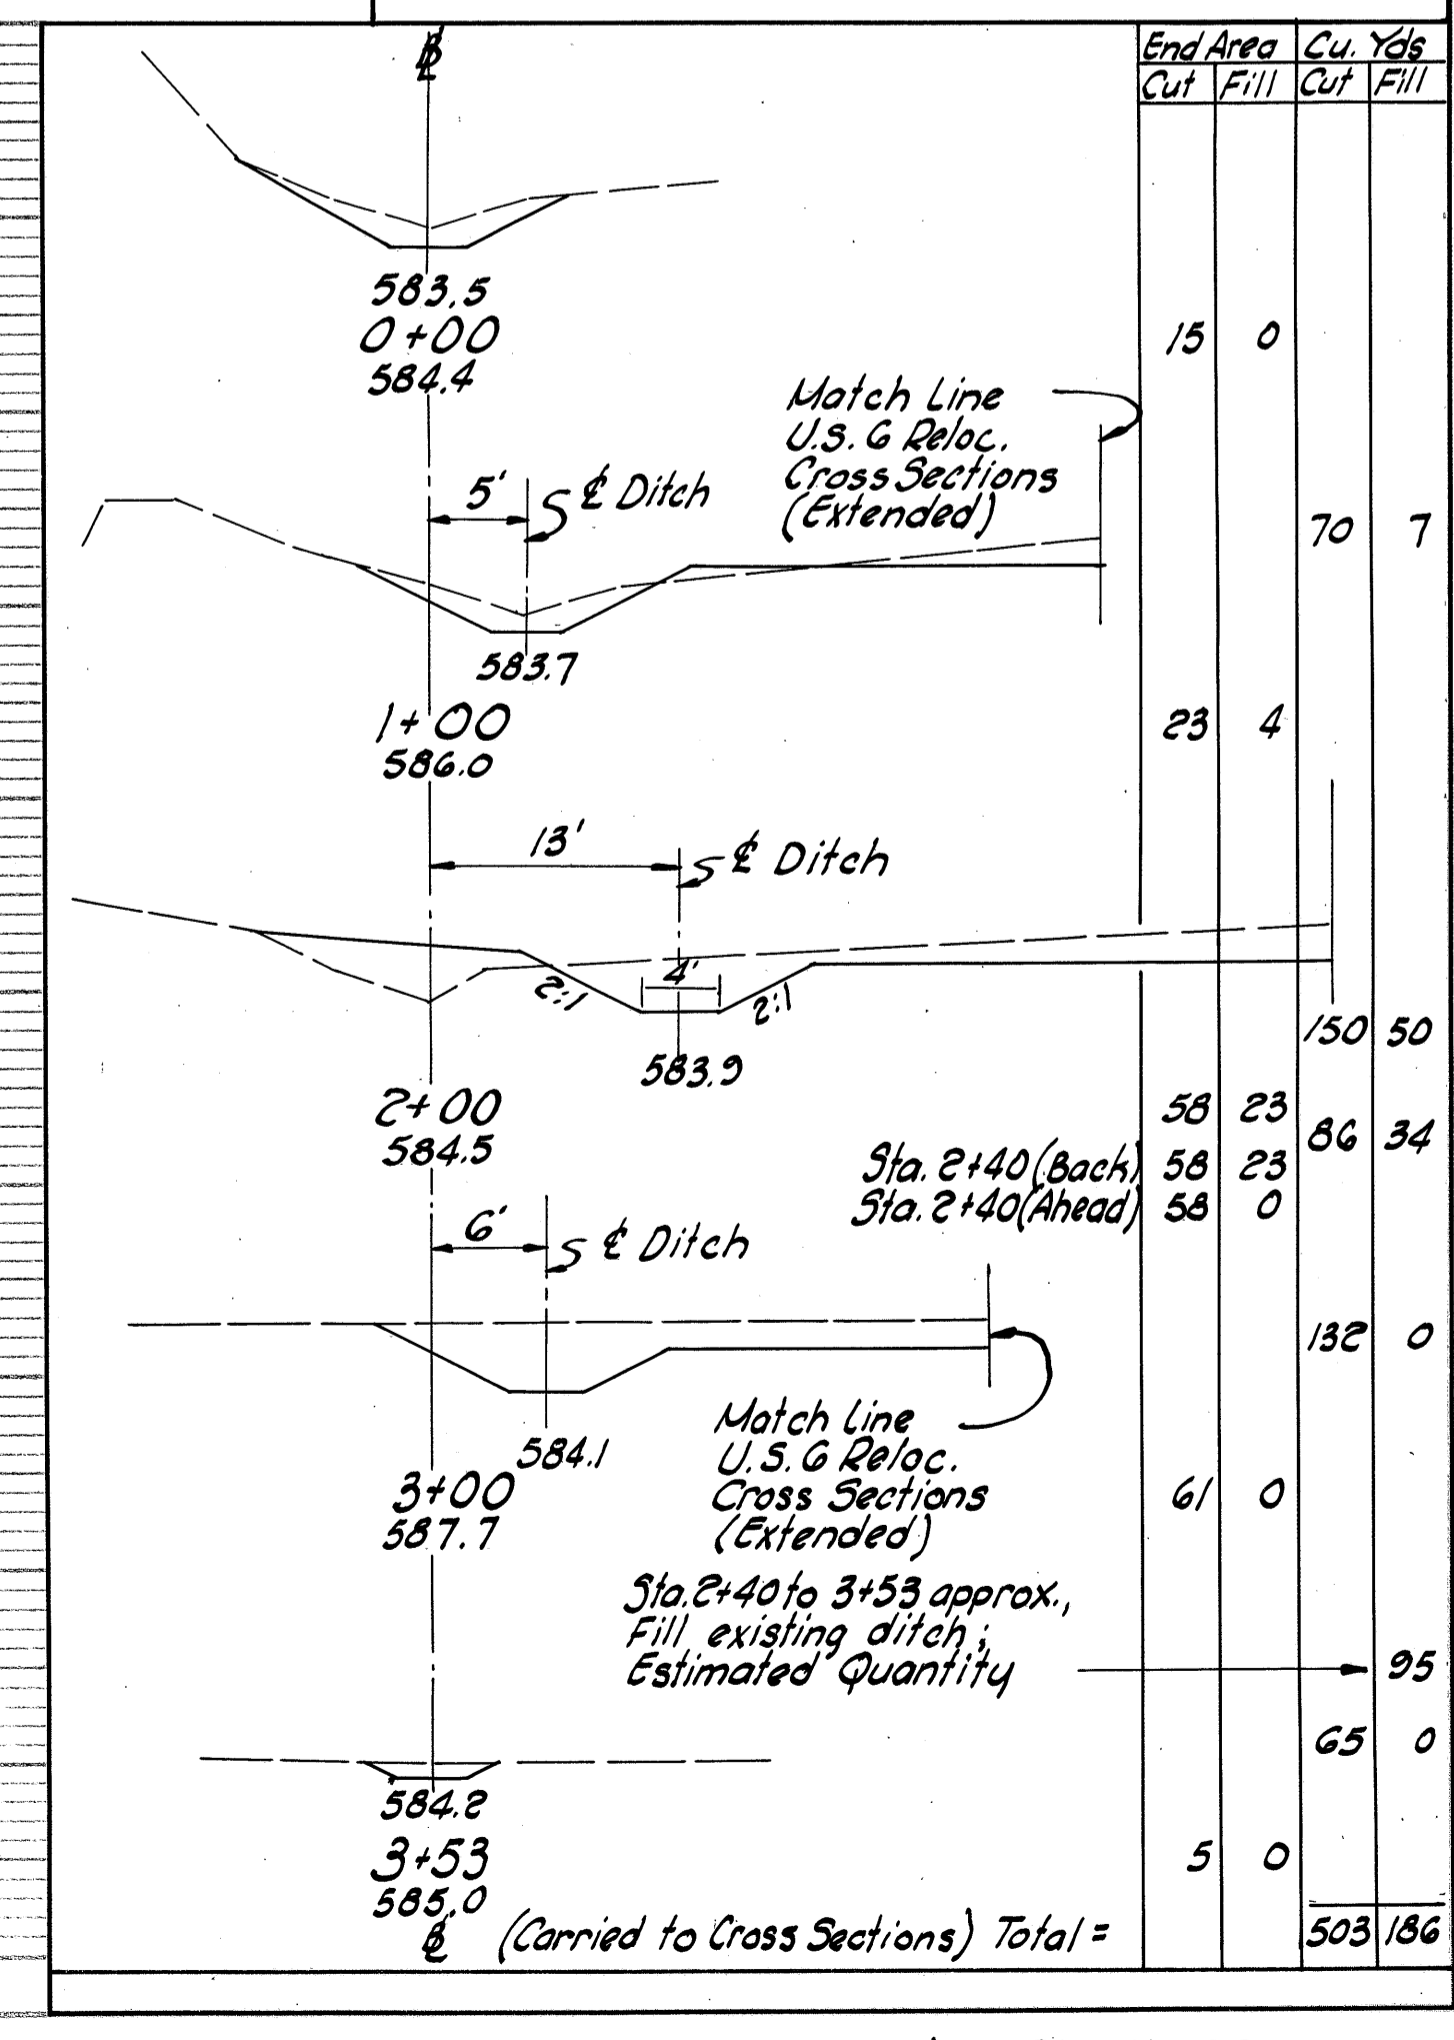 ℄
End Area Cu. Yds
Cut Fill Cut Fill
583.5
0+00
584.4
15 0
Match Line
U.S. 6 Reloc.
Cross Sections
(Extended)
5'
℄ Ditch
70 7
583.7
1+00
586.0
23 4
13'
℄ Ditch
4'
2:1
2:1
583.9
150 50
2+00
584.5
58 23
86 34
Sta. 2+40 (Back) 58 23
Sta. 2+40 (Ahead) 58 0
6'
℄ Ditch
132 0
584.1
3+00
587.7
Match Line
U.S. 6 Reloc.
Cross Sections
(Extended)
61 0
Sta. 2+40 to 3+53 approx.,
Fill existing ditch;
Estimated Quantity 95
65 0
584.2
3+53
585.0
5 0
℄
(Carried to Cross Sections) Total = 503 186